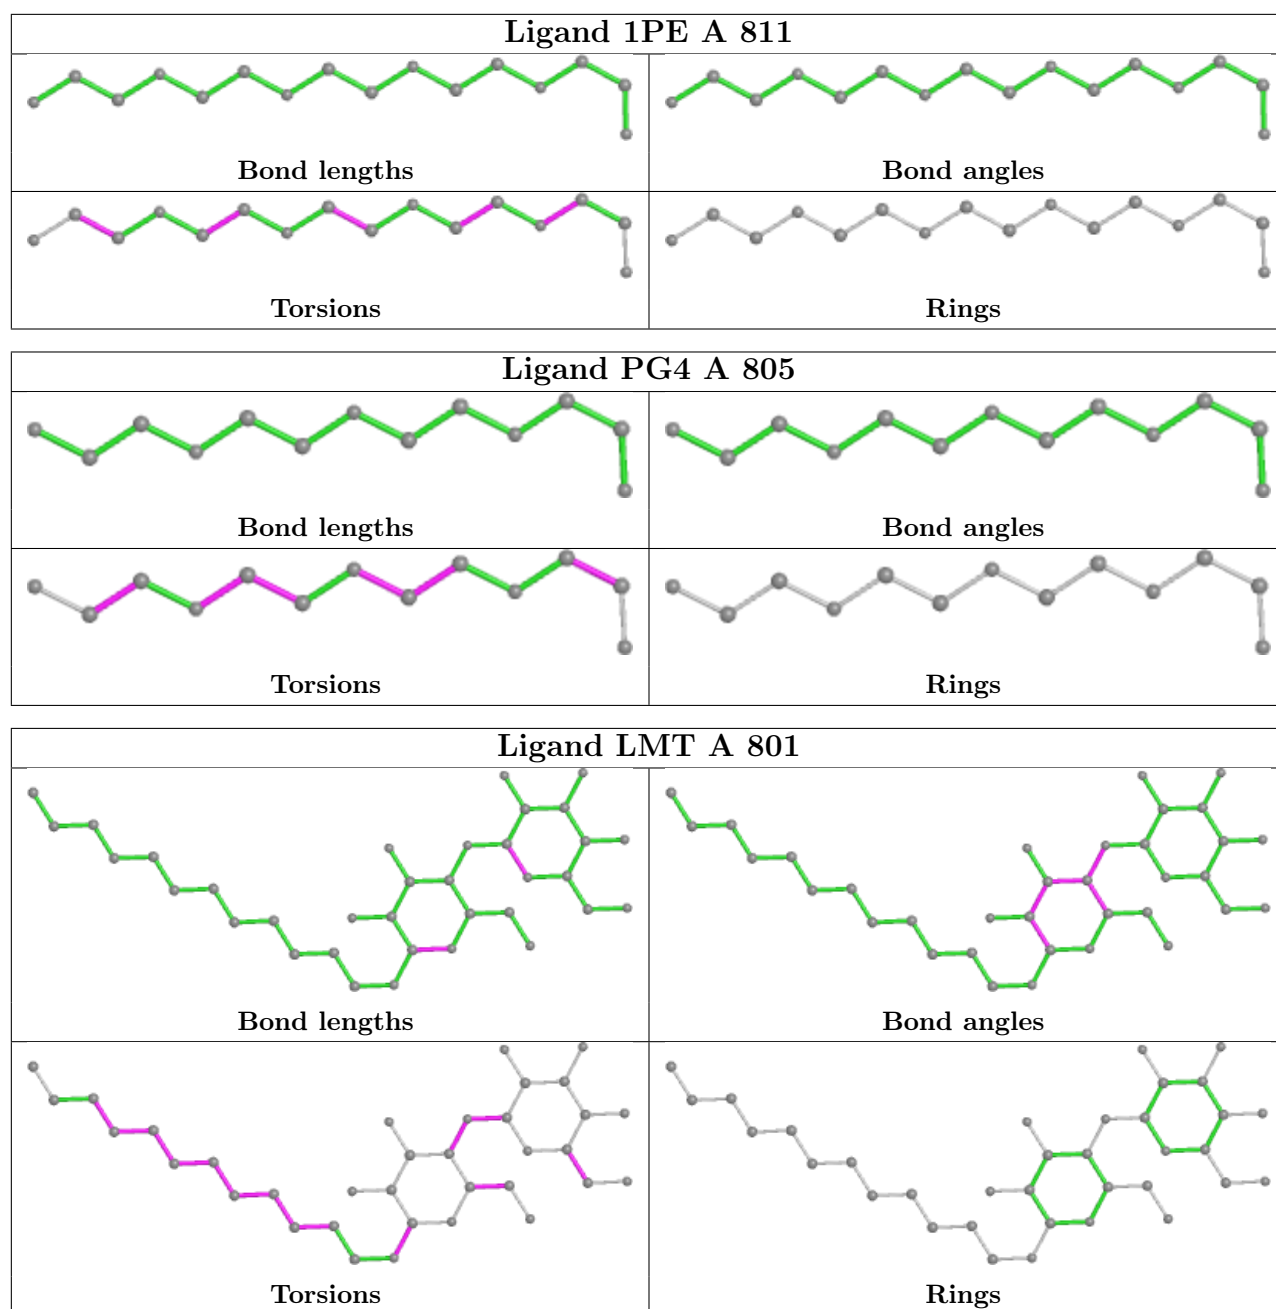 Ligand 1PE A 811
Bond lengths
Bond angles
Torsions
Rings
Ligand PG4 A 805
Bond lengths
Bond angles
Torsions
Rings
Ligand LMT A 801
Bond lengths
Bond angles
Torsions
Rings